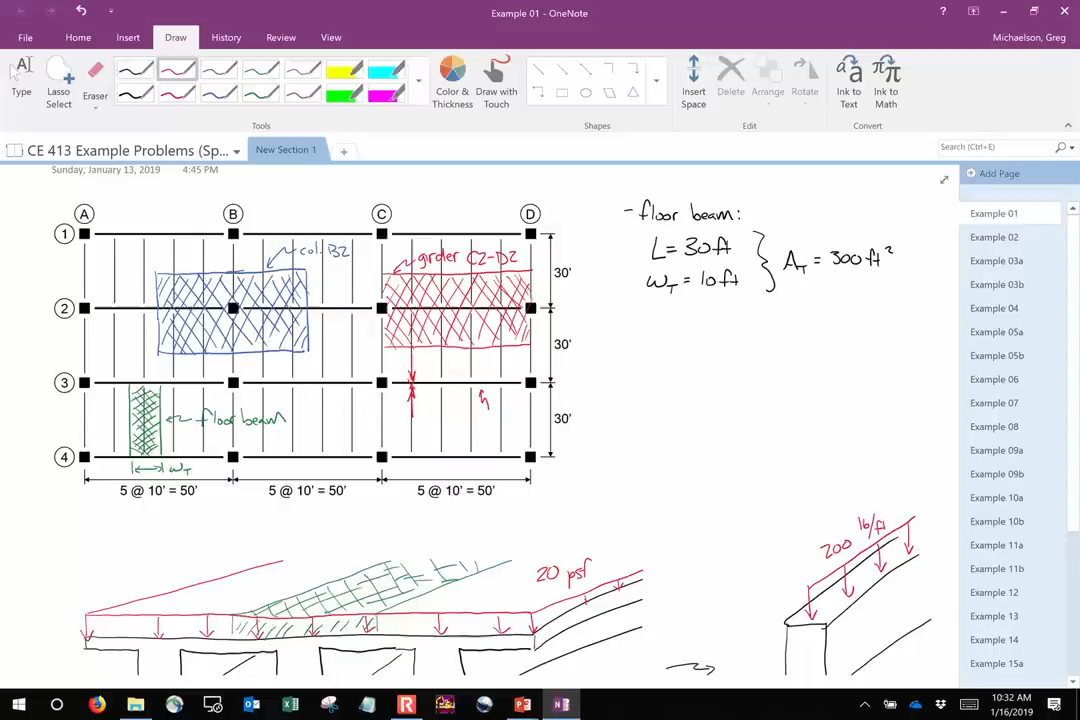 Example 01 - OneNote
? Michaelson, Greg
File Home Insert Draw History Review View
Type
Lasso Select
Eraser
Color & Thickness
Draw with Touch
Insert Space
Delete
Arrange
Rotate
Ink to Text
Ink to Math
Tools
Shapes
Edit
Convert
CE 413 Example Problems (Sp...
New Section 1
+
Search (Ctrl+E)
Sunday, January 13, 2019 4:45 PM
Add Page
Example 01
Example 02
Example 03a
Example 03b
Example 04
Example 05a
Example 05b
Example 06
Example 07
Example 08
Example 09a
Example 09b
Example 10a
Example 10b
Example 11a
Example 11b
Example 12
Example 13
Example 14
Example 15a
A B C D
1
2
3
4
col. B2
girder C2-D2
30'
30'
30'
floor beam
wT
5 @ 10' = 50' 5 @ 10' = 50' 5 @ 10' = 50'
- floor beam:
L = 30 ft
wT = 10 ft
AT = 300 ft²
20 psf
200 lb/ft
10:32 AM
1/16/2019